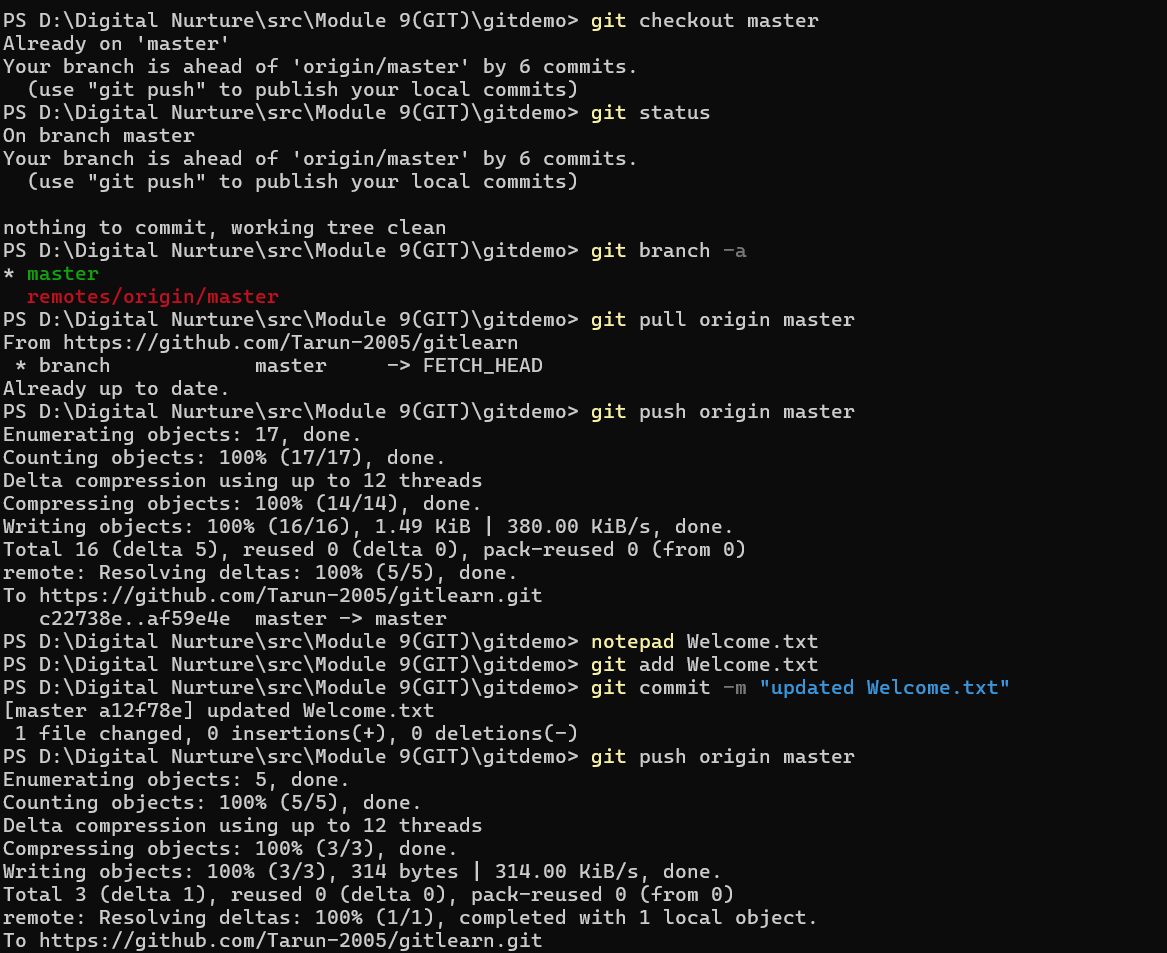 PS D:\Digital Nurture\src\Module 9(GIT)\gitdemo> git checkout master
Already on 'master'
Your branch is ahead of 'origin/master' by 6 commits.
  (use "git push" to publish your local commits)
PS D:\Digital Nurture\src\Module 9(GIT)\gitdemo> git status
On branch master
Your branch is ahead of 'origin/master' by 6 commits.
  (use "git push" to publish your local commits)

nothing to commit, working tree clean
PS D:\Digital Nurture\src\Module 9(GIT)\gitdemo> git branch -a
* master
  remotes/origin/master
PS D:\Digital Nurture\src\Module 9(GIT)\gitdemo> git pull origin master
From https://github.com/Tarun-2005/gitlearn
 * branch            master     -> FETCH_HEAD
Already up to date.
PS D:\Digital Nurture\src\Module 9(GIT)\gitdemo> git push origin master
Enumerating objects: 17, done.
Counting objects: 100% (17/17), done.
Delta compression using up to 12 threads
Compressing objects: 100% (14/14), done.
Writing objects: 100% (16/16), 1.49 KiB | 380.00 KiB/s, done.
Total 16 (delta 5), reused 0 (delta 0), pack-reused 0 (from 0)
remote: Resolving deltas: 100% (5/5), done.
To https://github.com/Tarun-2005/gitlearn.git
   c22738e..af59e4e  master -> master
PS D:\Digital Nurture\src\Module 9(GIT)\gitdemo> notepad Welcome.txt
PS D:\Digital Nurture\src\Module 9(GIT)\gitdemo> git add Welcome.txt
PS D:\Digital Nurture\src\Module 9(GIT)\gitdemo> git commit -m "updated Welcome.txt"
[master a12f78e] updated Welcome.txt
 1 file changed, 0 insertions(+), 0 deletions(-)
PS D:\Digital Nurture\src\Module 9(GIT)\gitdemo> git push origin master
Enumerating objects: 5, done.
Counting objects: 100% (5/5), done.
Delta compression using up to 12 threads
Compressing objects: 100% (3/3), done.
Writing objects: 100% (3/3), 314 bytes | 314.00 KiB/s, done.
Total 3 (delta 1), reused 0 (delta 0), pack-reused 0 (from 0)
remote: Resolving deltas: 100% (1/1), completed with 1 local object.
To https://github.com/Tarun-2005/gitlearn.git